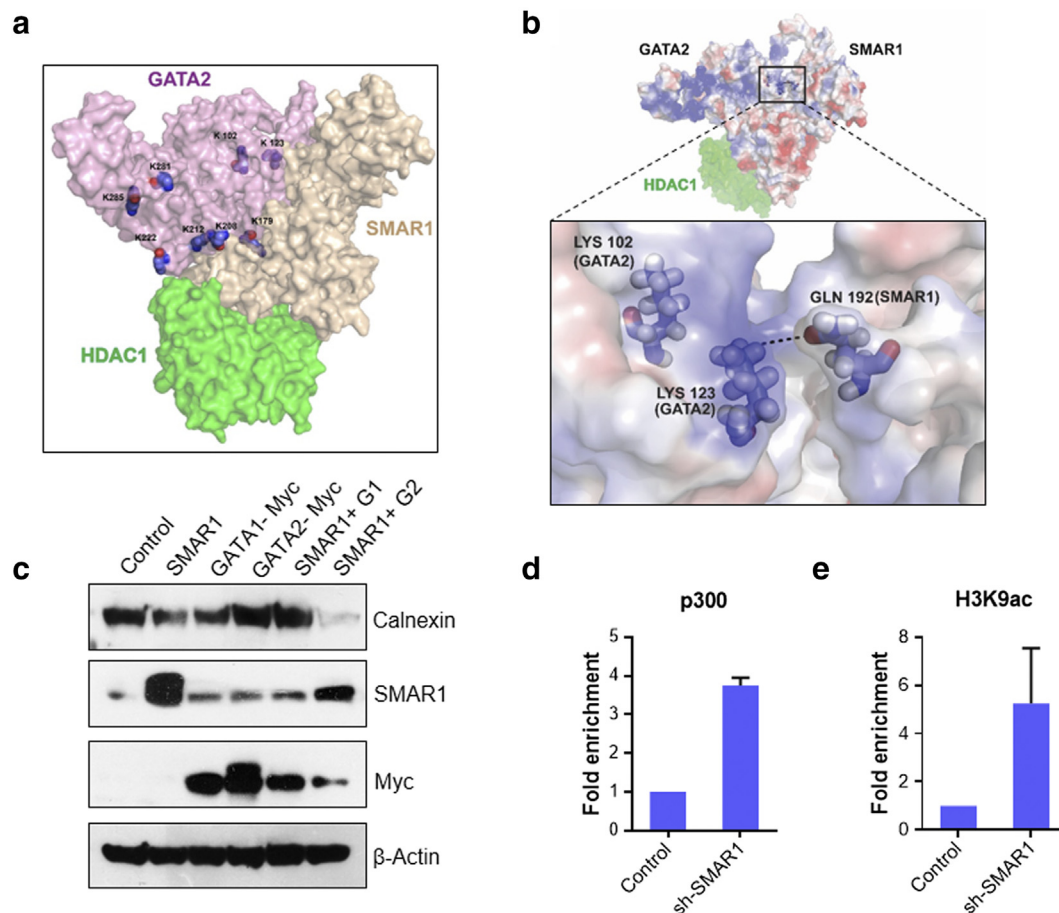 a
GATA2
K 102
K 123
K281
K285
K222
K212
K208
K179
SMAR1
HDAC1
b
GATA2
SMAR1
HDAC1
LYS 102
(GATA2)
GLN 192(SMAR1)
LYS 123
(GATA2)
c
Control
SMAR1
GATA1- Myc
GATA2- Myc
SMAR1+ G1
SMAR1+ G2
Calnexin
SMAR1
Myc
β-Actin
d
p300
Fold enrichment
5
4
3
2
1
0
Control
sh-SMAR1
e
H3K9ac
Fold enrichment
8
6
4
2
0
Control
sh-SMAR1